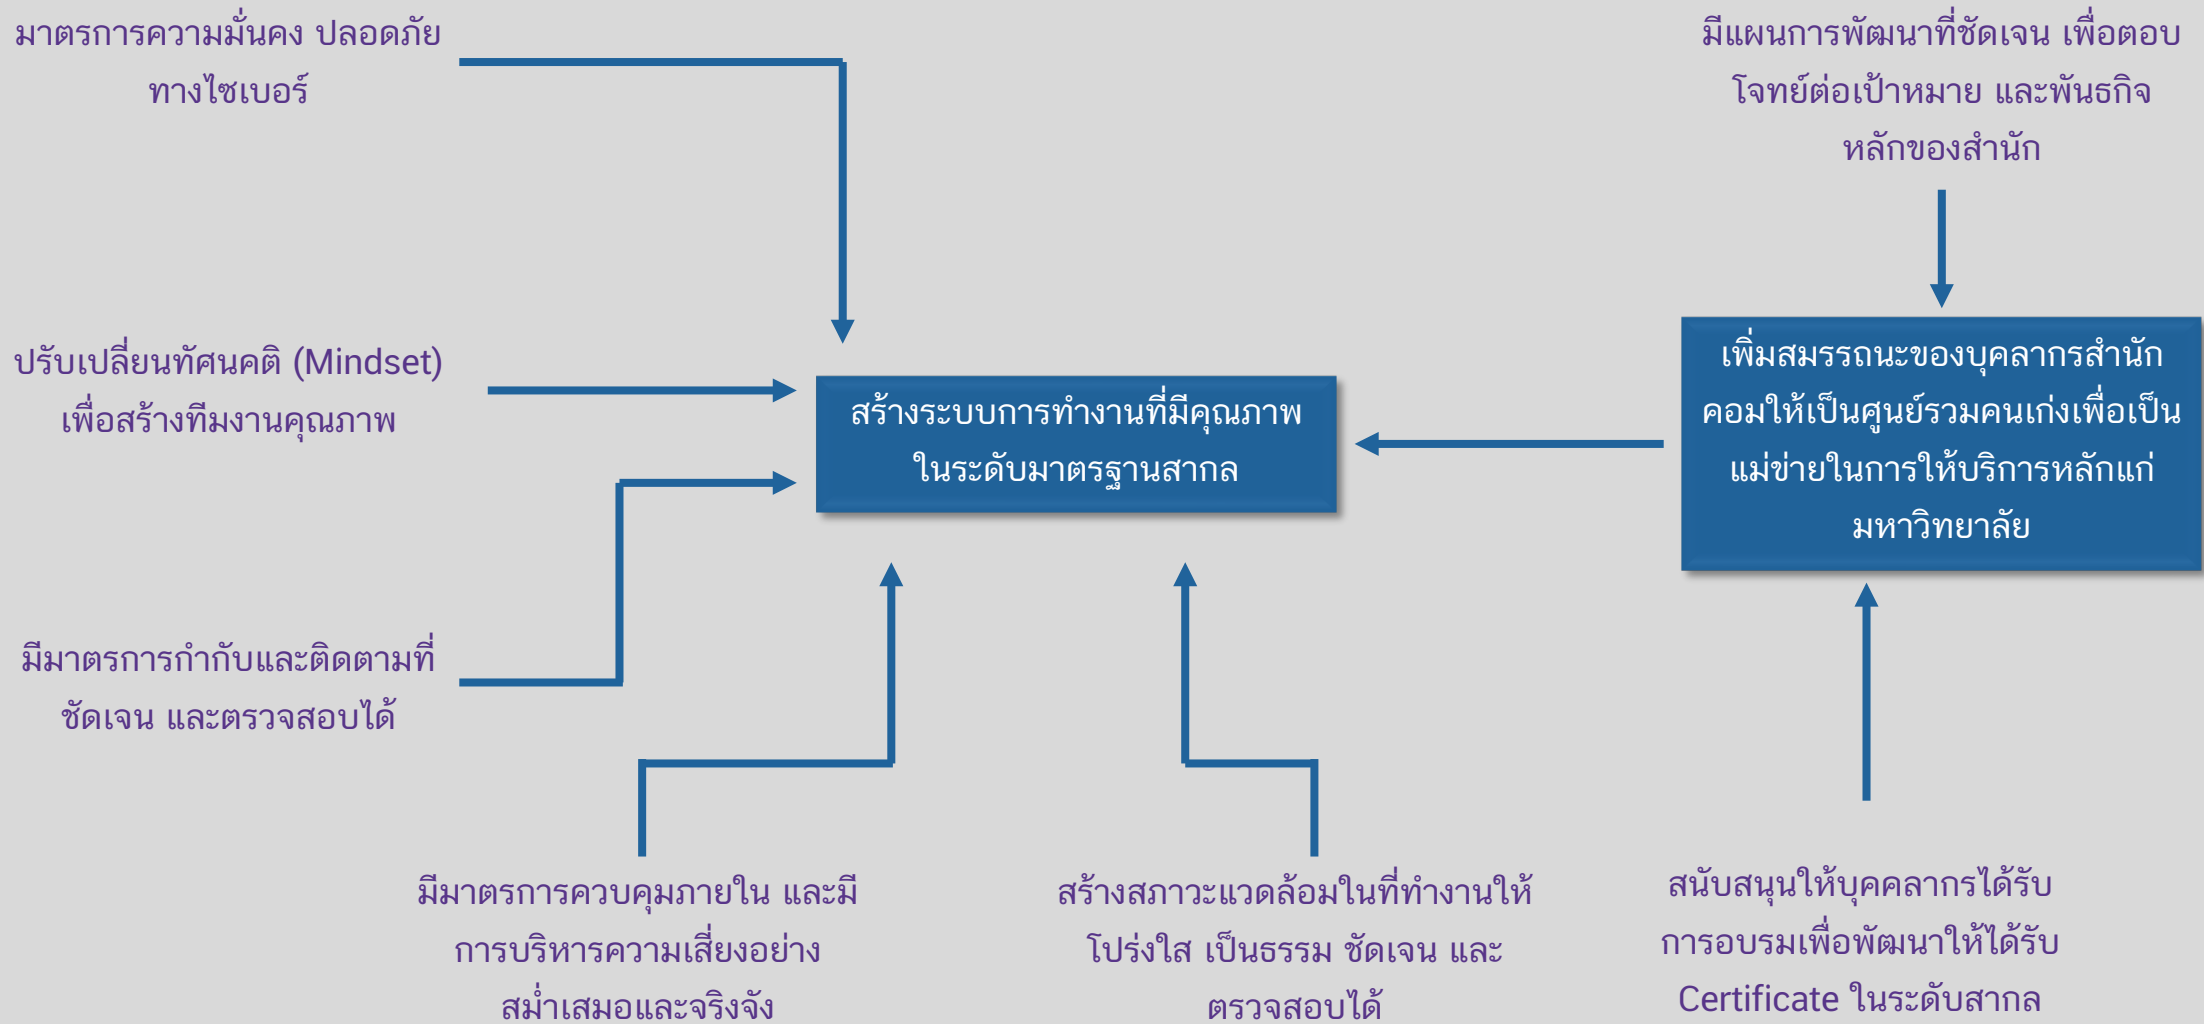 มาตรการความมั่นคง ปลอดภัย
ทางไซเบอร์
มีแผนการพัฒนาที่ชัดเจน เพื่อตอบ
โจทย์ต่อเป้าหมาย และพันธกิจ
หลักของสำนัก
ปรับเปลี่ยนทัศนคติ (Mindset)
เพื่อสร้างทีมงานคุณภาพ
สร้างระบบการทำงานที่มีคุณภาพ
ในระดับมาตรฐานสากล
เพิ่มสมรรถนะของบุคลากรสำนัก
คอมให้เป็นศูนย์รวมคนเก่งเพื่อเป็น
แม่ข่ายในการให้บริการหลักแก่
มหาวิทยาลัย
มีมาตรการกำกับและติดตามที่
ชัดเจน และตรวจสอบได้
มีมาตรการควบคุมภายใน และมี
การบริหารความเสี่ยงอย่าง
สม่ำเสมอและจริงจัง
สร้างสภาวะแวดล้อมในที่ทำงานให้
โปร่งใส เป็นธรรม ชัดเจน และ
ตรวจสอบได้
สนับสนุนให้บุคคลากรได้รับ
การอบรมเพื่อพัฒนาให้ได้รับ
Certificate ในระดับสากล